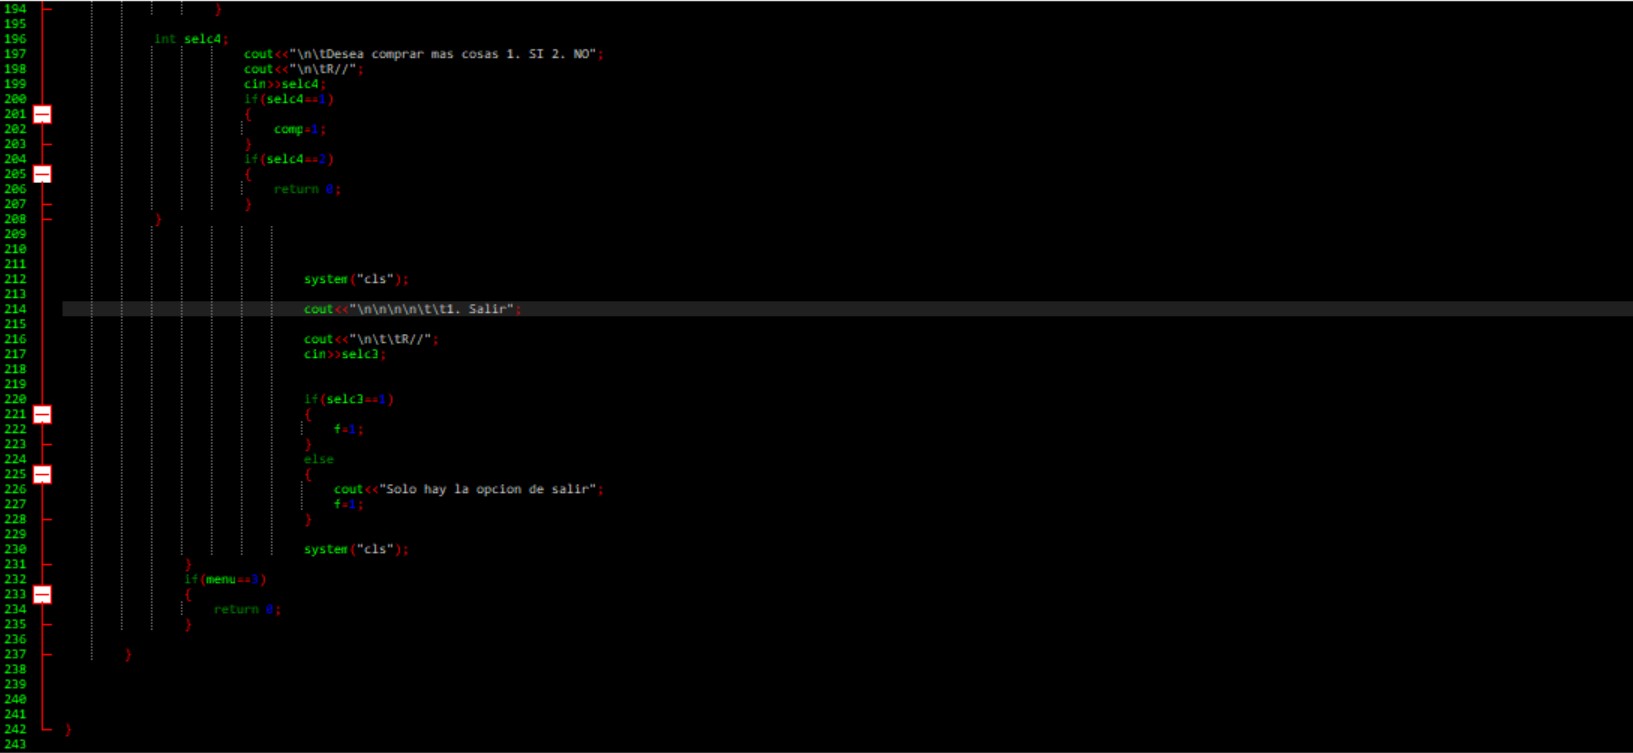 194 }
195
196 int selc4;
197 cout<<"\n\tDesea comprar mas cosas 1. SI 2. NO";
198 cout<<"\n\tR//";
199 cin>>selc4;
200 if(selc4==1)
201 {
202 comp=1;
203 }
204 if(selc4==2)
205 {
206 return 0;
207 }
208 }
209
210
211
212 system("cls");
213
214 cout<<"\n\n\n\n\t\t1. Salir";
215
216 cout<<"\n\t\tR//";
217 cin>>selc3;
218
219
220 if(selc3==1)
221 {
222 f=1;
223 }
224 else
225 {
226 cout<<"Solo hay la opcion de salir";
227 f=1;
228 }
229
230 system("cls");
231 }
232 if(menu==3)
233 {
234 return 0;
235 }
236
237 }
238
239
240
241
242 }
243